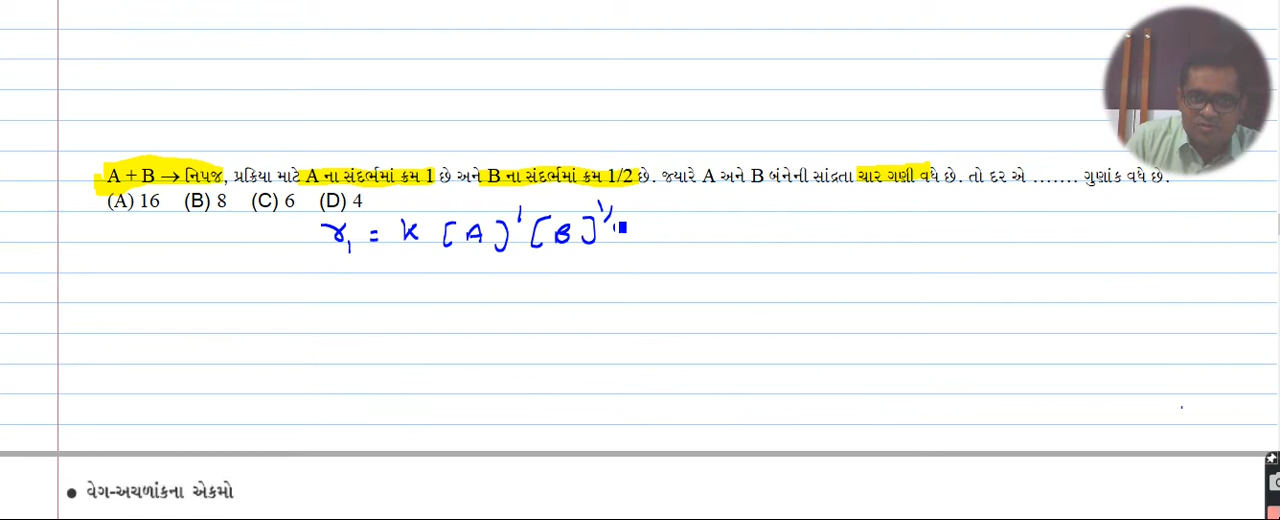 A + B → નિપજ, પ્રક્રિયા માટે A ના સંદર્ભમાં ક્રમ 1 છે અને B ના સંદર્ભમાં ક્રમ 1/2 છે. જ્યારે A અને B બંનેની સાંદ્રતા ચાર ગણી વધે છે. તો દર એ ....... ગુણાંક વધે છે.
(A) 16 (B) 8 (C) 6 (D) 4
r₁ = K [A]¹ [B]¹/
● વેગ-અચળાંકના એકમો